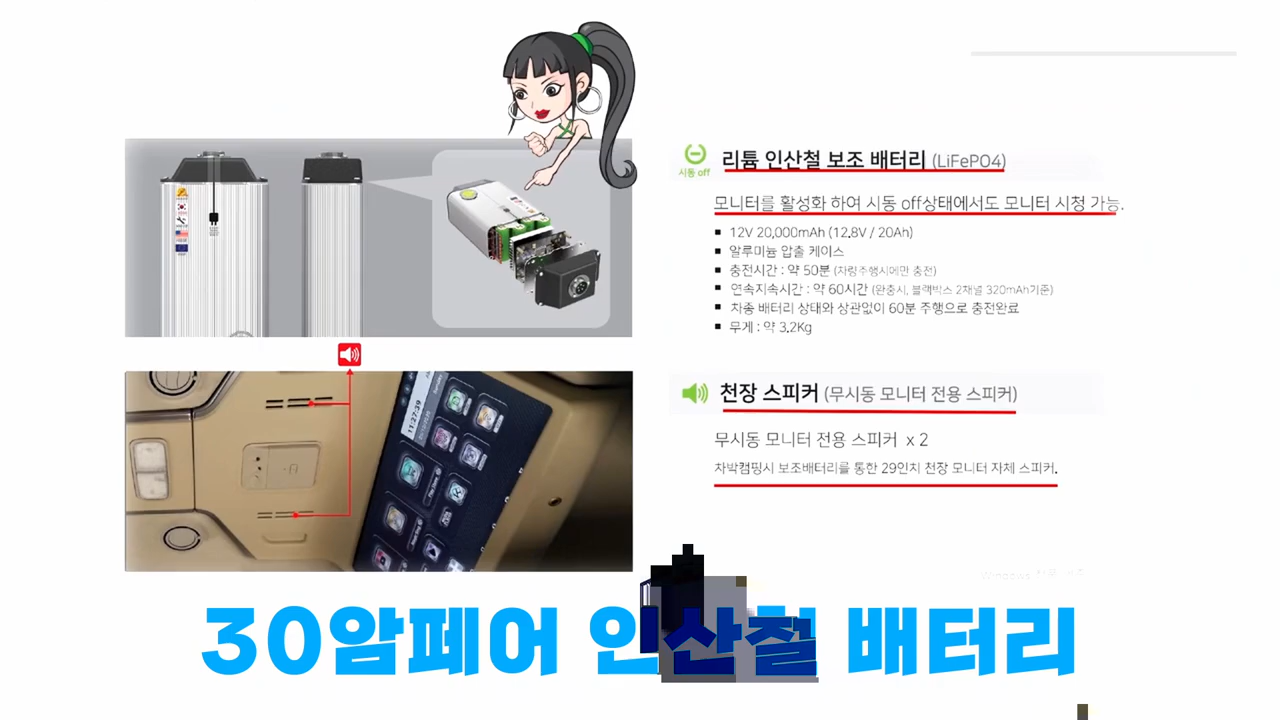 시동 off
리튬 인산철 보조 배터리 (LiFePO4)
모니터를 활성화 하여 시동 off상태에서도 모니터 시청 가능.
12V 20,000mAh (12.8V / 20Ah)
알루미늄 압출 케이스
충전시간 : 약 50분 (차량주행시에만 충전)
연속지속시간 : 약 60시간 (완충시, 블랙박스 2채널 320mAh기준)
차종 배터리 상태와 상관없이 60분 주행으로 충전완료
무게 : 약 3.2Kg
11:27:39
천장 스피커 (무시동 모니터 전용 스피커)
무시동 모니터 전용 스피커 x 2
차박캠핑시 보조배터리를 통한 29인치 천장 모니터 자체 스피커.
30암페어 인산철 배터리